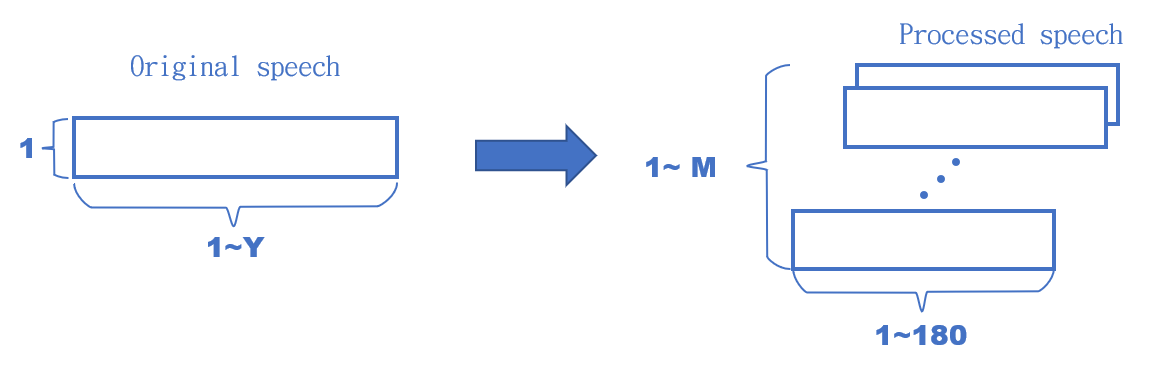 Original speech
1
1~Y
Processed speech
1~ M
1~180